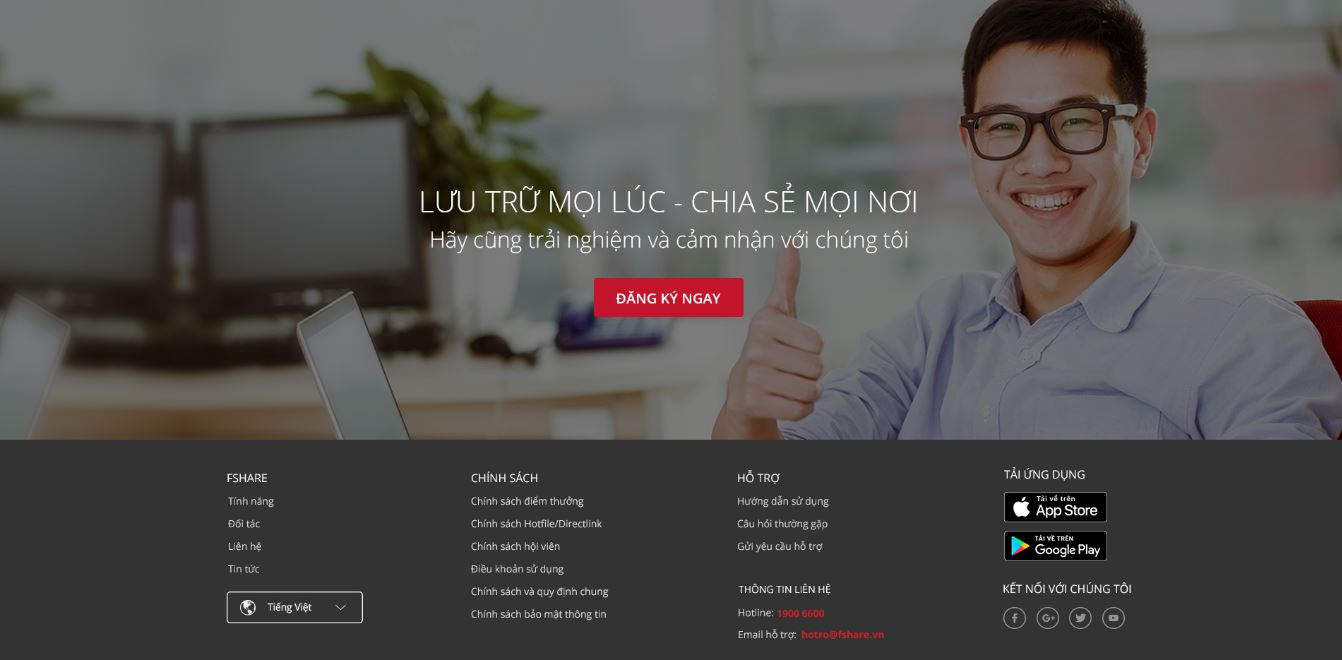 LƯU TRỮ MỌI LÚC - CHIA SẺ MỌI NƠI
Hãy cũng trải nghiệm và cảm nhận với chúng tôi
ĐĂNG KÝ NGAY
FSHARE
Tính năng
Đối tác
Liên hệ
Tin tức
Tiếng Việt
CHÍNH SÁCH
Chính sách điểm thưởng
Chính sách Hotfile/Directlink
Chính sách hội viên
Điều khoản sử dụng
Chính sách và quy định chung
Chính sách bảo mật thông tin
HỖ TRỢ
Hướng dẫn sử dụng
Câu hỏi thường gặp
Gửi yêu cầu hỗ trợ
THÔNG TIN LIÊN HỆ
Hotline: 1900 6600
Email hỗ trợ: hotro@fshare.vn
TẢI ỨNG DỤNG
Tải về trên
App Store
TẢI VỀ TRÊN
Google Play
KẾT NỐI VỚI CHÚNG TÔI